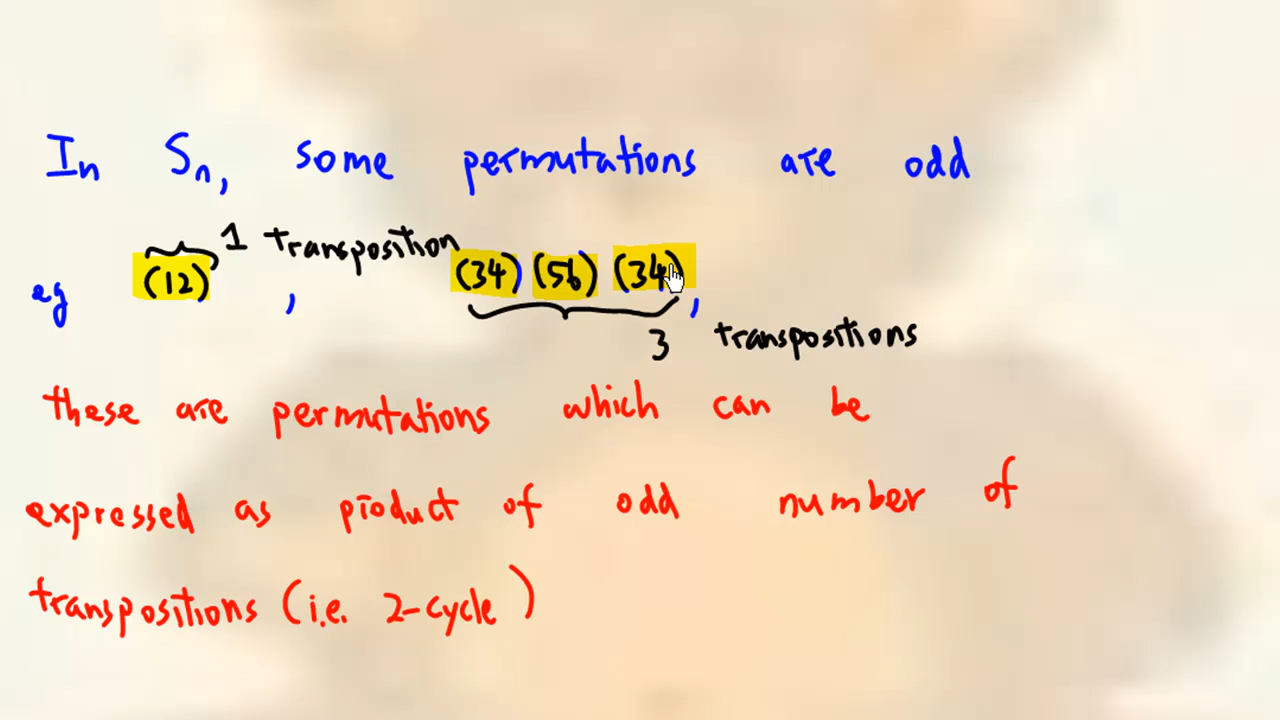 In Sn, some permutations are odd
1 transposition
eg (12) , (34) (56) (34) ,
3 transpositions
these are permutations which can be
expressed as product of odd number of
transpositions (i.e. 2-cycle)